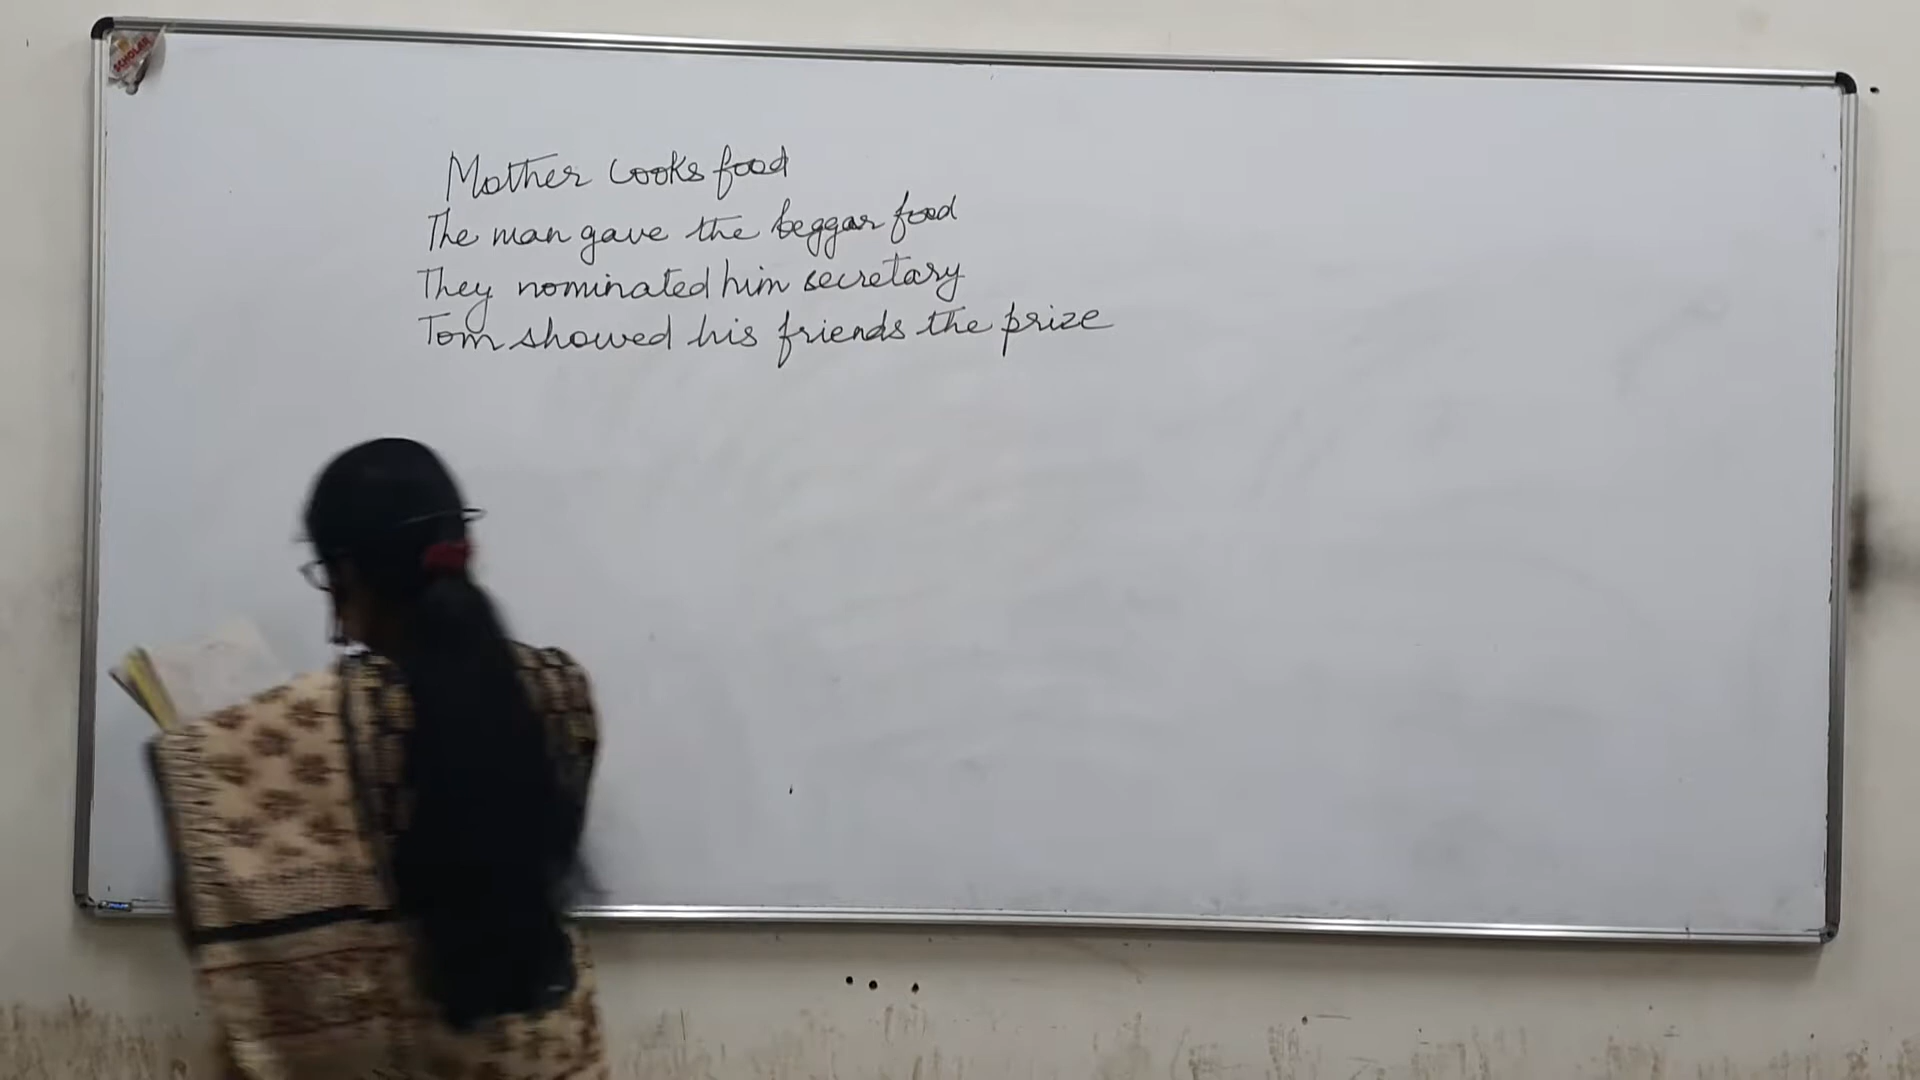 SCHOLAR
Mother cooks food
The man gave the beggar food
They nominated him secretary
Tom showed his friends the prize